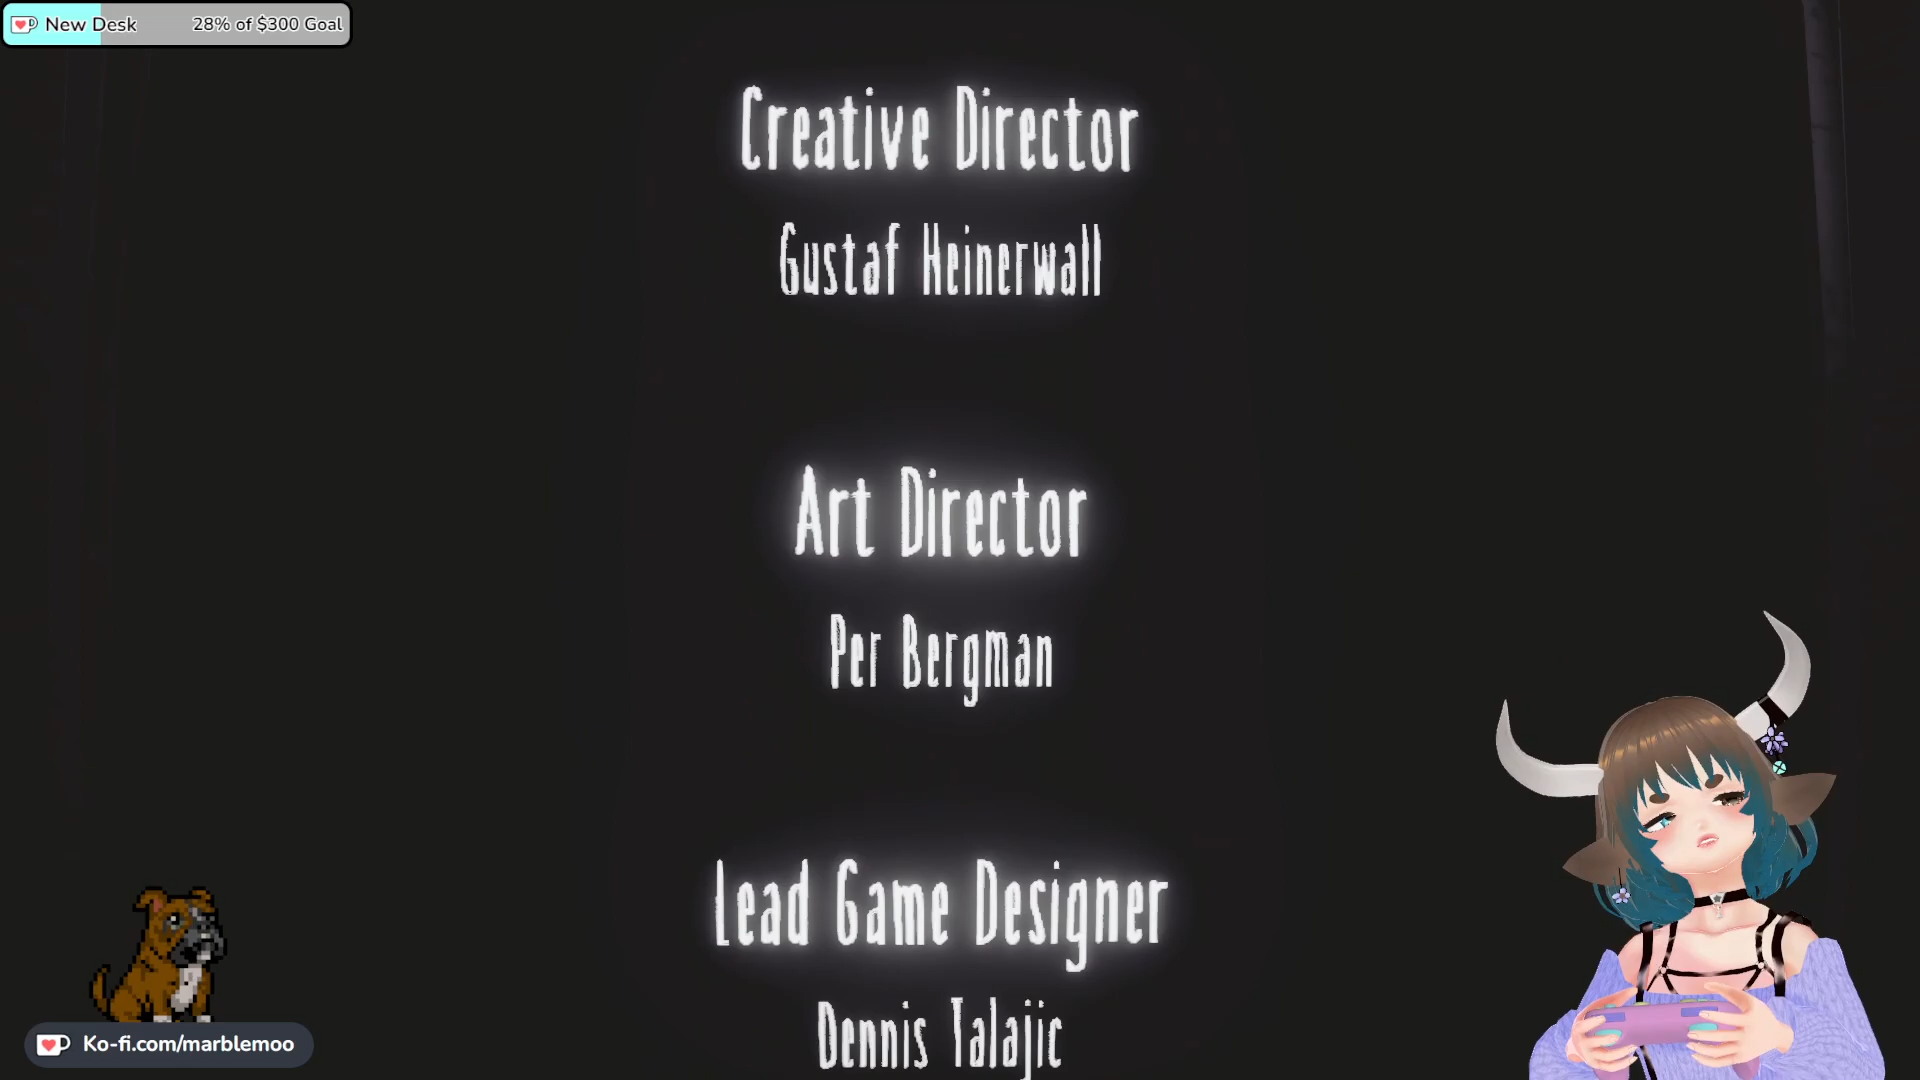 New Desk 28% of $300 Goal
Creative Director
Gustaf Heinerwall
Art Director
Per Bergman
Lead Game Designer
Dennis Talajic
Ko-fi.com/marblemoo